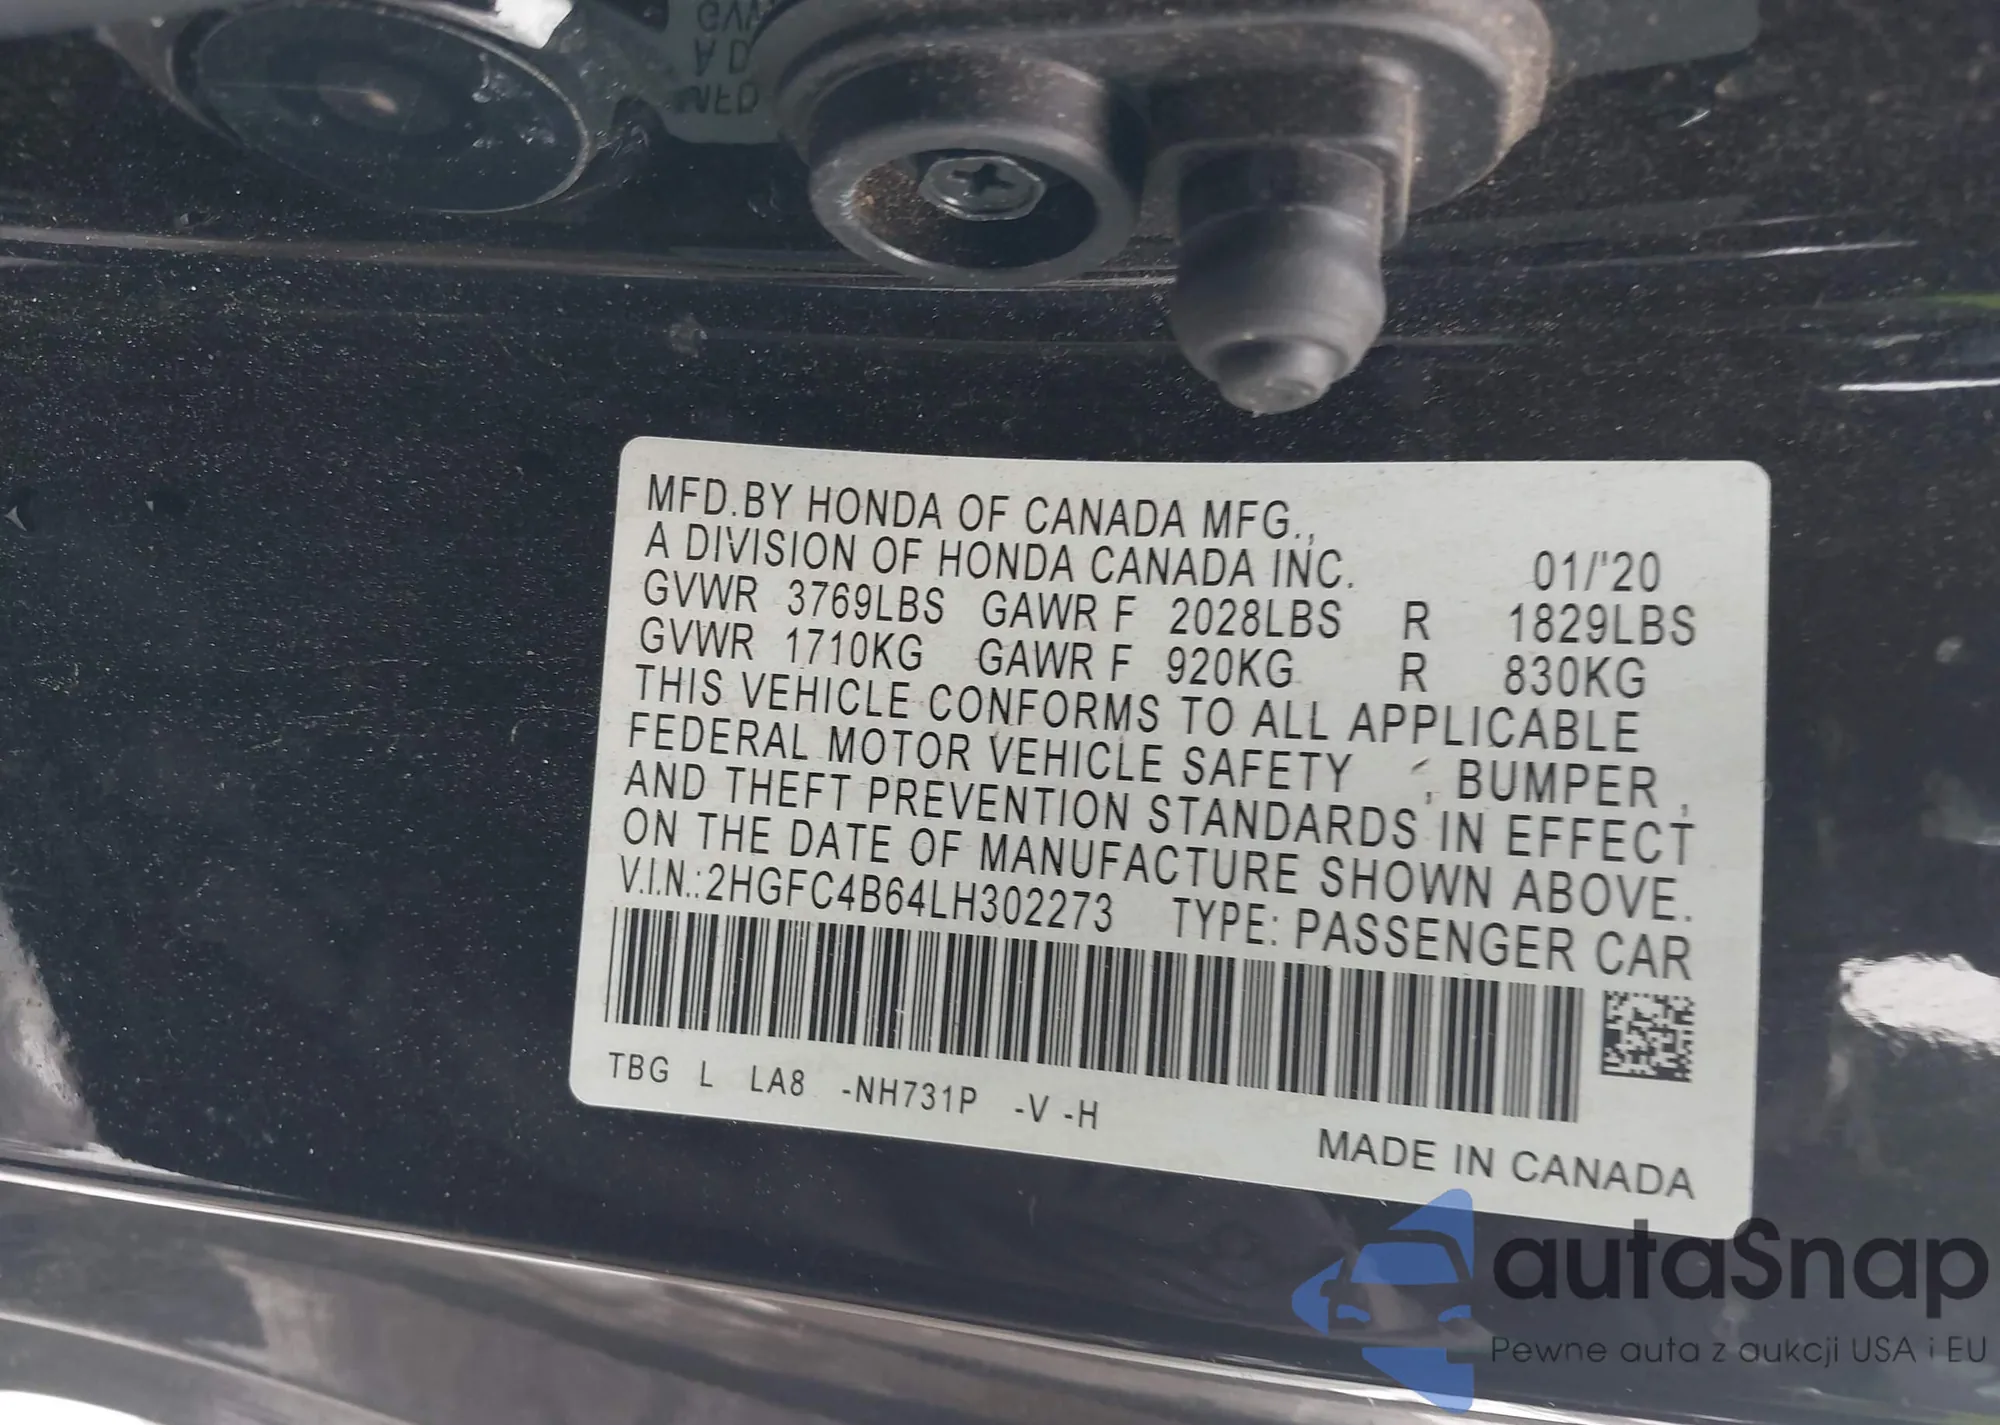 MFD.BY HONDA OF CANADA MFG.,
A DIVISION OF HONDA CANADA INC. 01/'20
GVWR 3769LBS GAWR F 2028LBS R 1829LBS
GVWR 1710KG GAWR F 920KG R 830KG
THIS VEHICLE CONFORMS TO ALL APPLICABLE
FEDERAL MOTOR VEHICLE SAFETY , BUMPER ,
AND THEFT PREVENTION STANDARDS IN EFFECT
ON THE DATE OF MANUFACTURE SHOWN ABOVE.
V.I.N.:2HGFC4B64LH302273 TYPE: PASSENGER CAR
TBG L LA8 -NH731P -V -H
MADE IN CANADA
autaSnap
Pewne auta z aukcji USA i EU